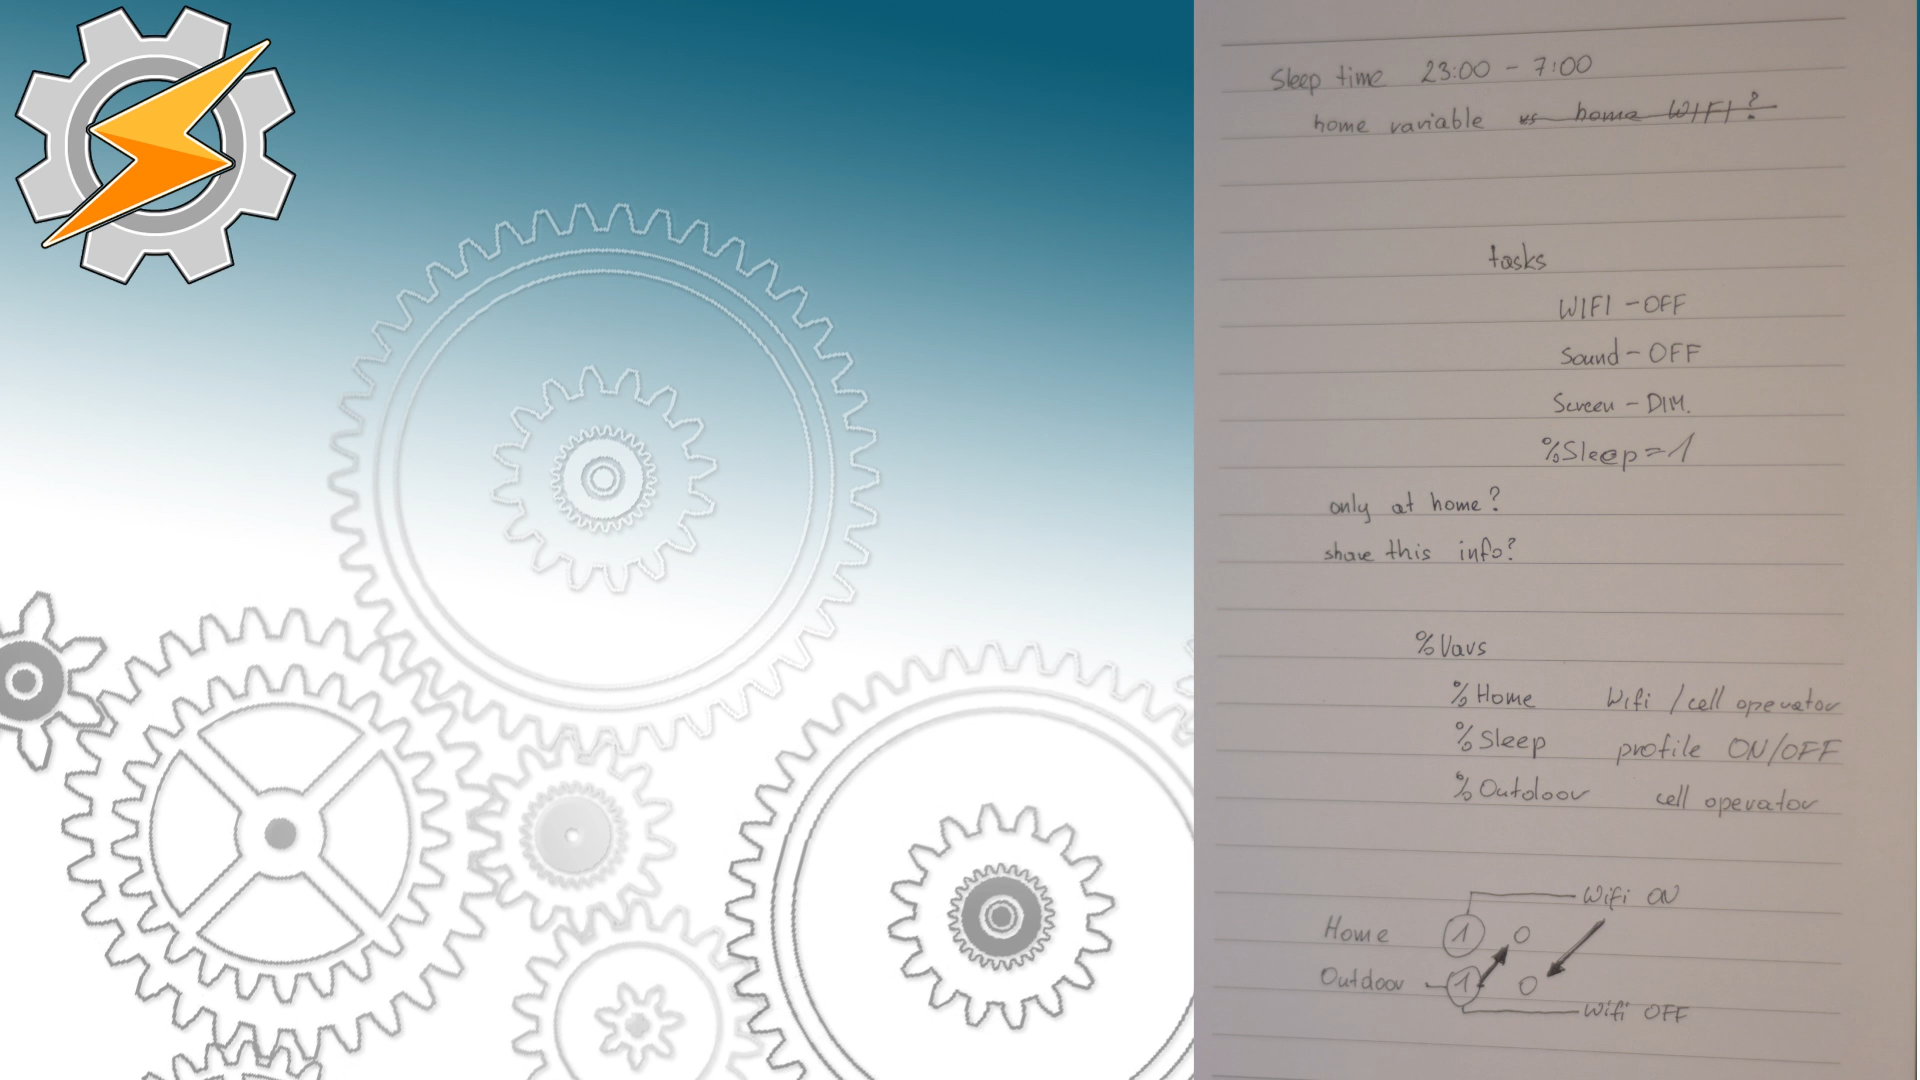 Sleep time 23:00 - 7:00
home variable vs home WIFI?
tasks
WIFI - OFF
Sound - OFF
Screen - DIM.
%Sleep = 1
only at home?
share this info?
%Vars
%Home Wifi / cell operator
%Sleep profile ON/OFF
%Outdoor cell operator
Wifi ON
Home 1 0
Outdoor 1 0
Wifi OFF